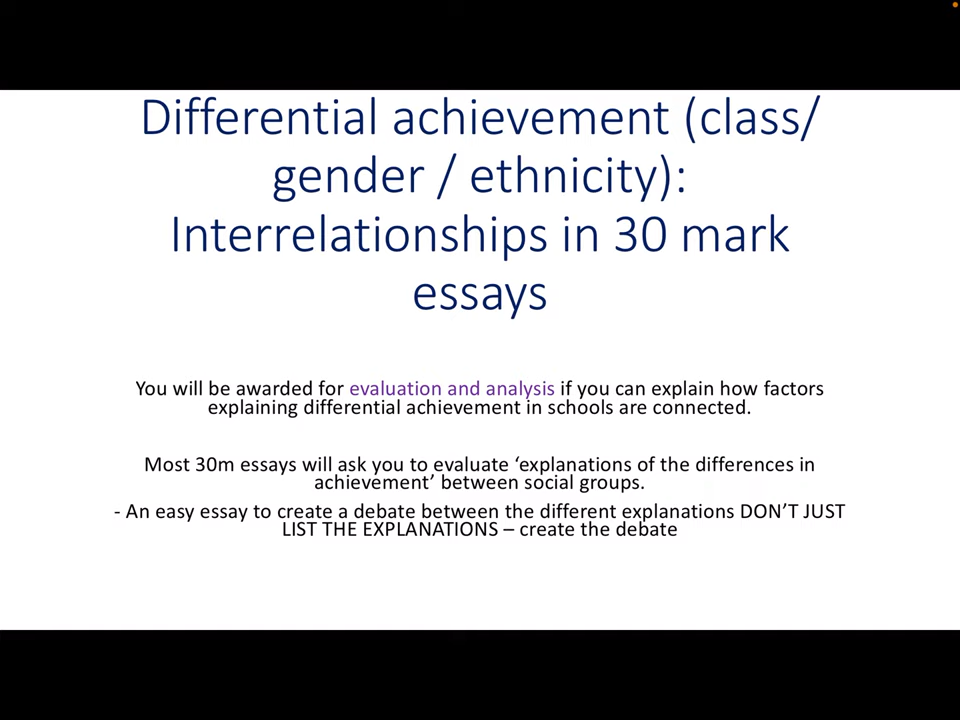 Differential achievement (class/
gender / ethnicity):
Interrelationships in 30 mark
essays
You will be awarded for evaluation and analysis if you can explain how factors
explaining differential achievement in schools are connected.
Most 30m essays will ask you to evaluate ‘explanations of the differences in
achievement’ between social groups.
- An easy essay to create a debate between the different explanations DON’T JUST
LIST THE EXPLANATIONS – create the debate